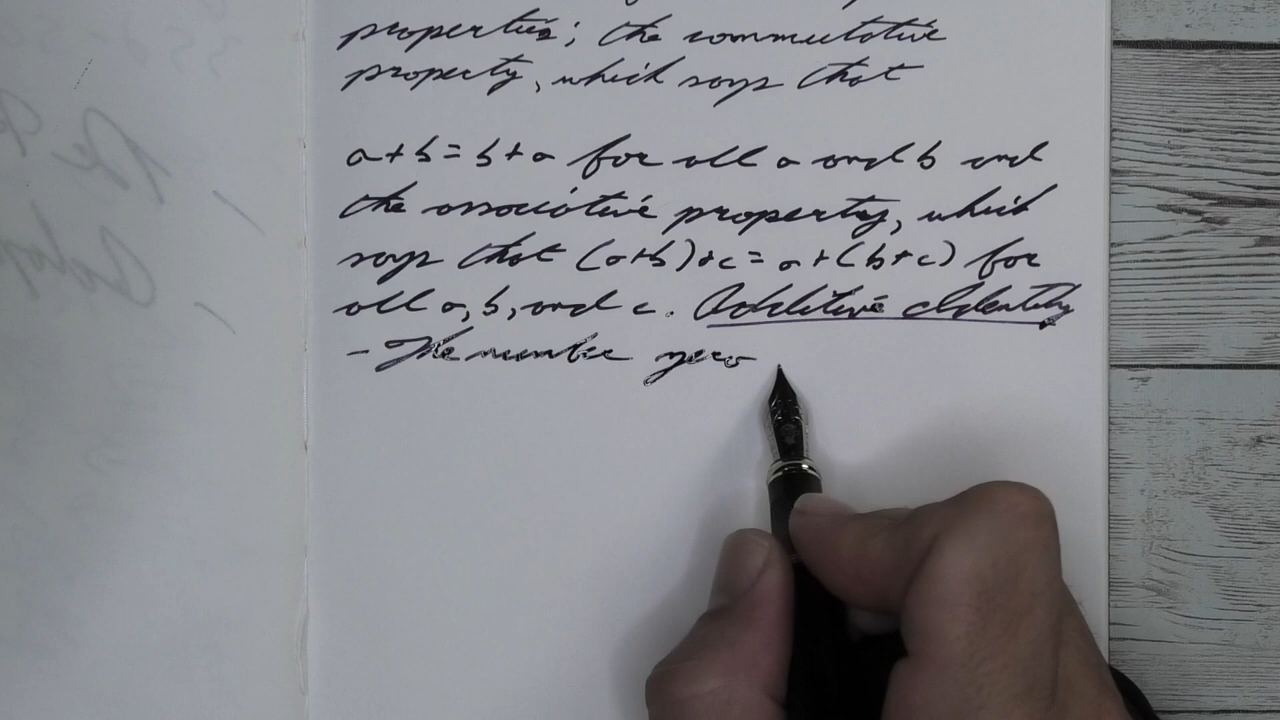 properties; the commutative
property, which says that
a+b=b+a for all a and b and
the associative property, which
says that (a+b)+c=a+(b+c) for
all a, b, and c. Additive Identity
- The number zero